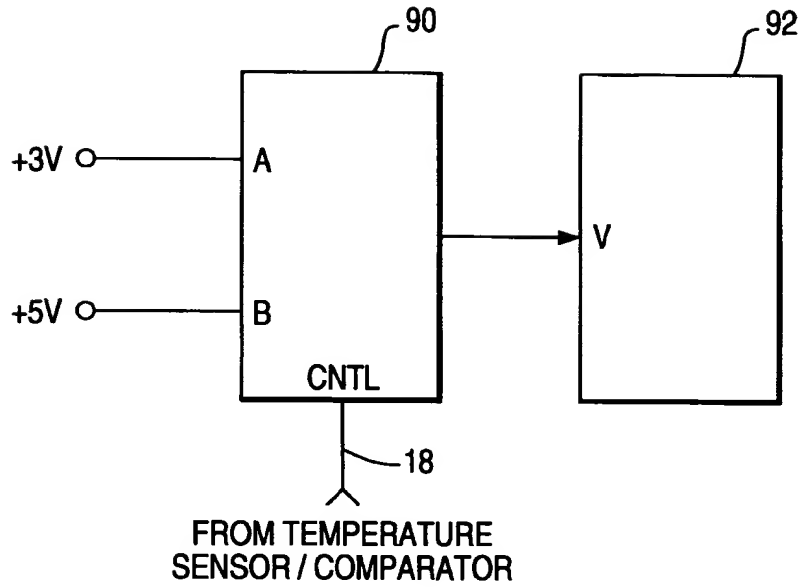 90
92
+3V
A
V
+5V
B
CNTL
18
FROM TEMPERATURE
SENSOR / COMPARATOR